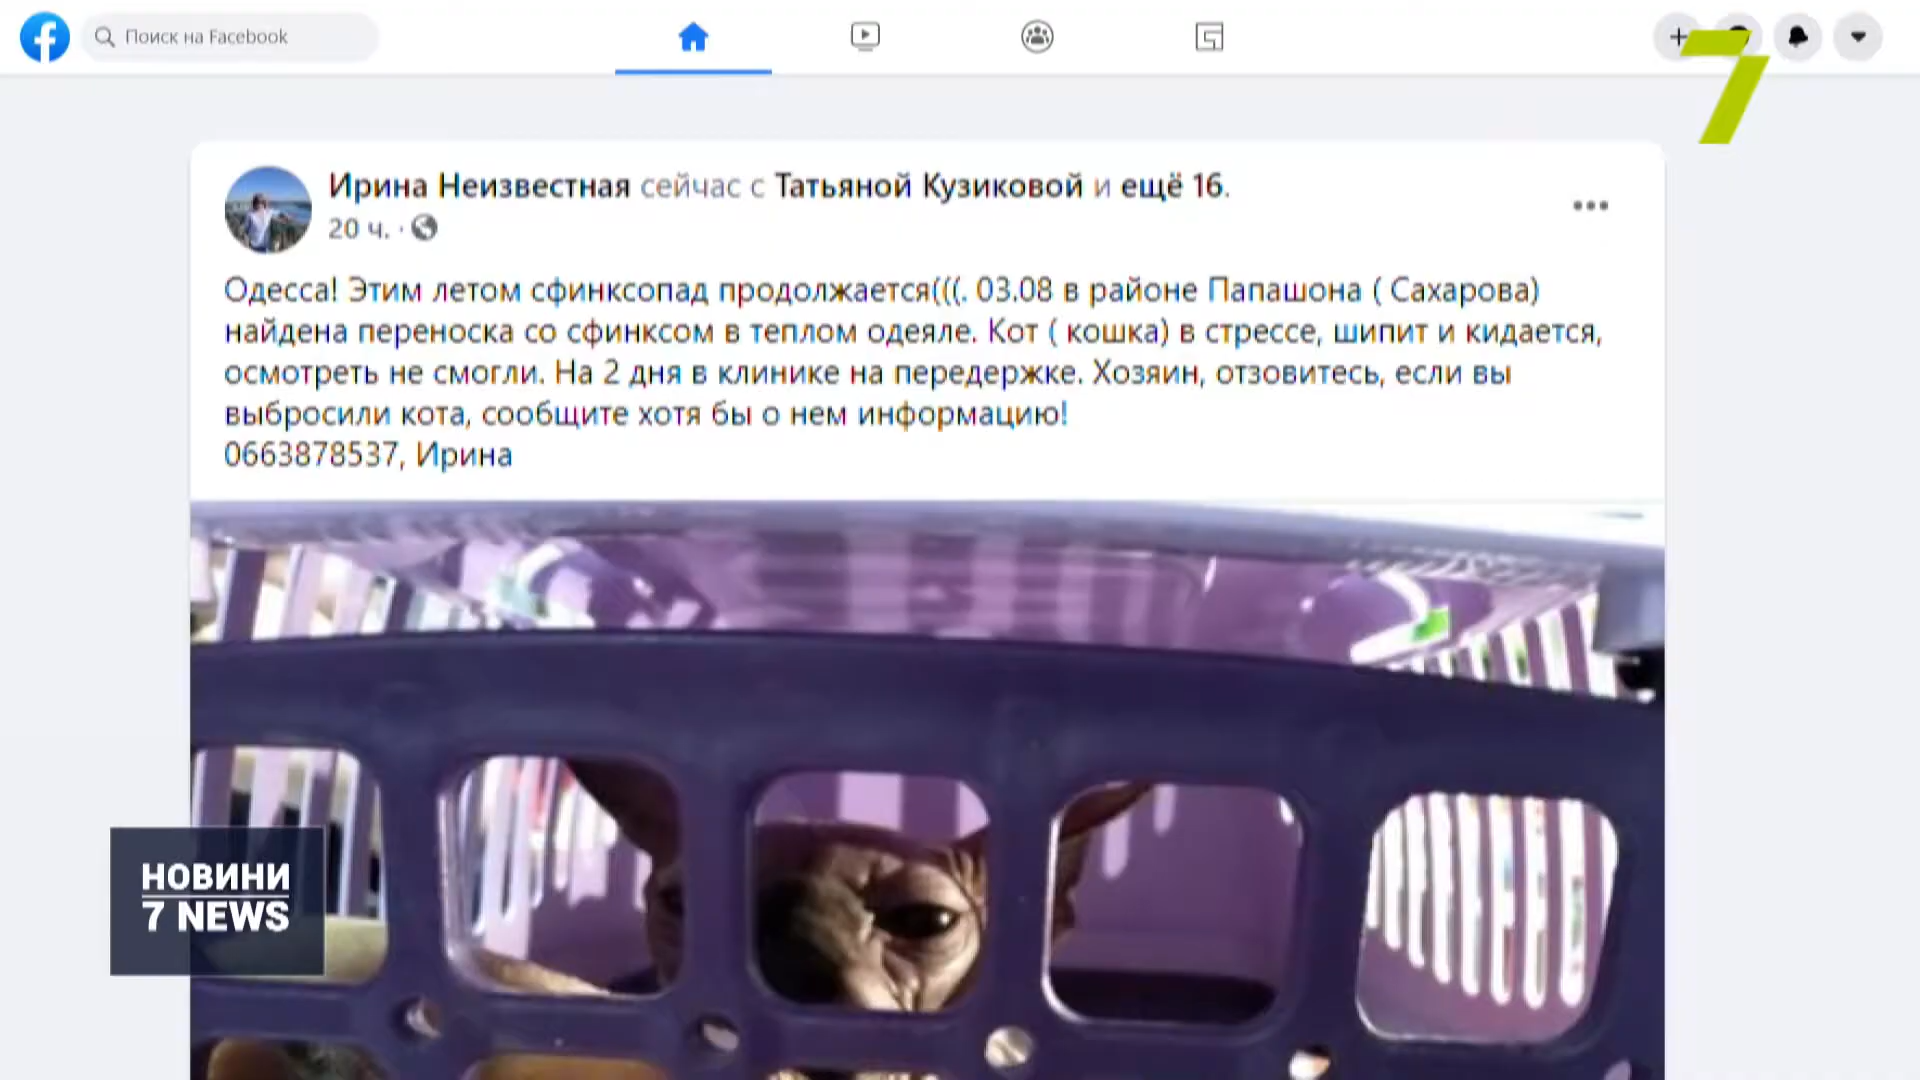 Поиск на Facebook
7
Ирина Неизвестная сейчас с Татьяной Кузиковой и ещё 16.
20 ч. ·
Одесса! Этим летом сфинксопад продолжается(((. 03.08 в районе Папашона ( Сахарова)
найдена переноска со сфинксом в теплом одеяле. Кот ( кошка) в стрессе, шипит и кидается,
осмотреть не смогли. На 2 дня в клинике на передержке. Хозяин, отзовитесь, если вы
выбросили кота, сообщите хотя бы о нем информацию!
0663878537, Ирина
НОВИНИ
7 NEWS